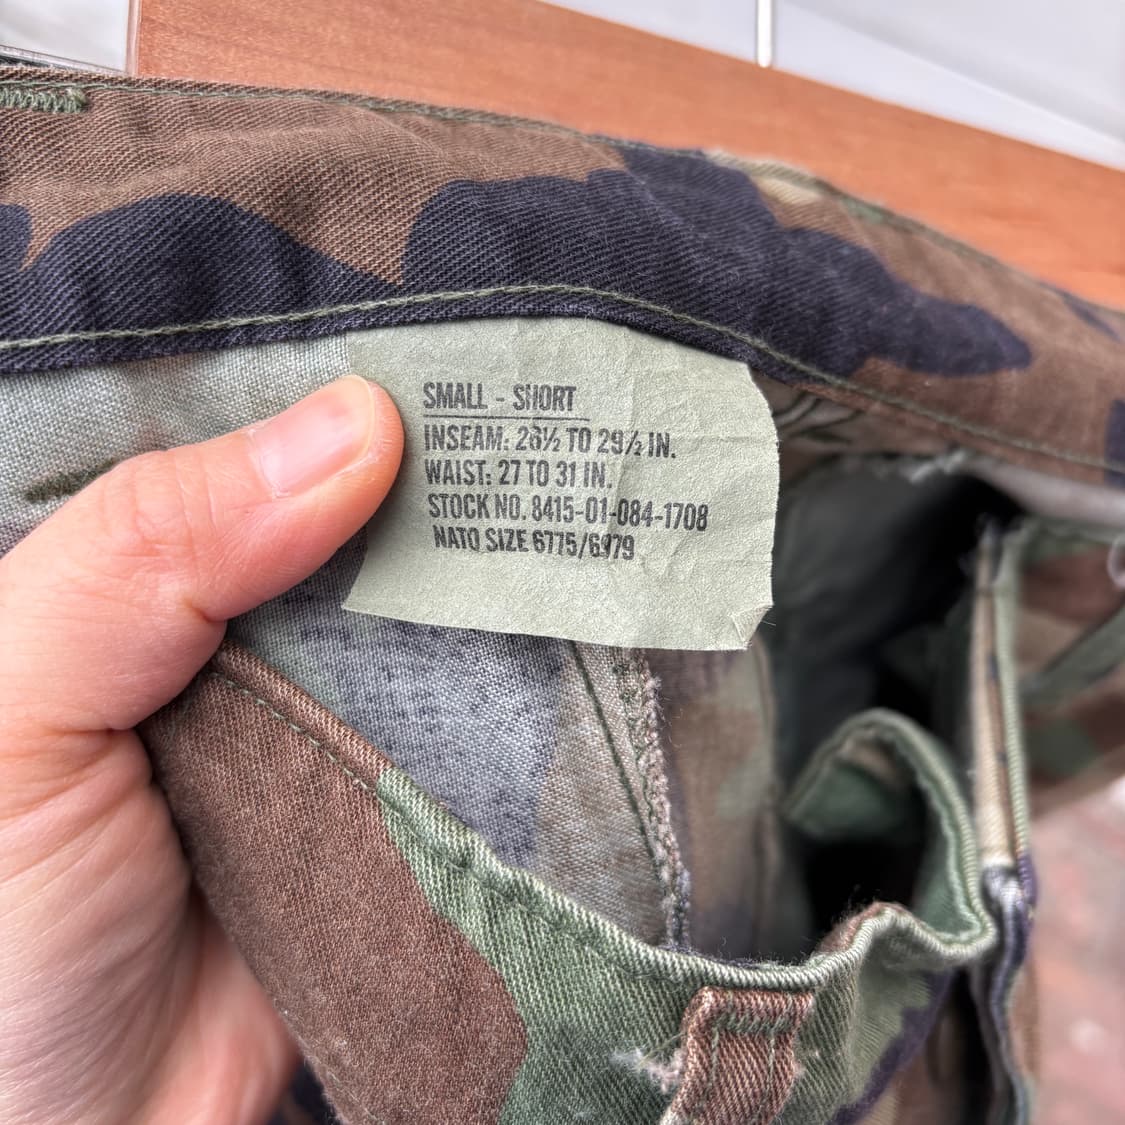 SMALL - SHORT
INSEAM: 26½ TO 29½ IN.
WAIST: 27 TO 31 IN.
STOCK NO. 8415-01-084-1708
NATO SIZE 6775/6979